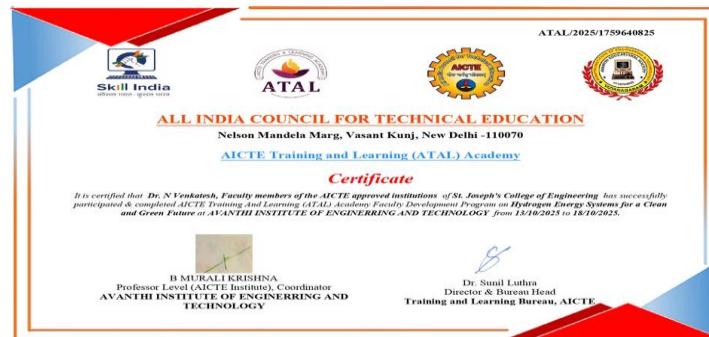 ATAL/2025/1759640825
Skill India
कौशल भारत - कुशल भारत
ATAL
AICTE
ALL INDIA COUNCIL FOR TECHNICAL EDUCATION
Nelson Mandela Marg, Vasant Kunj, New Delhi -110070
AICTE Training and Learning (ATAL) Academy
Certificate
It is certified that Dr. N Venkatesh, Faculty members of the AICTE approved institutions of St. Joseph's College of Engineering has successfully
participated & completed AICTE Training And Learning (ATAL) Academy Faculty Development Program on Hydrogen Energy Systems for a Clean
and Green Future at AVANTHI INSTITUTE OF ENGINERRING AND TECHNOLOGY from 13/10/2025 to 18/10/2025.
B MURALI KRISHNA
Professor Level (AICTE Institute), Coordinator
AVANTHI INSTITUTE OF ENGINERRING AND
TECHNOLOGY
Dr. Sunil Luthra
Director & Bureau Head
Training and Learning Bureau, AICTE